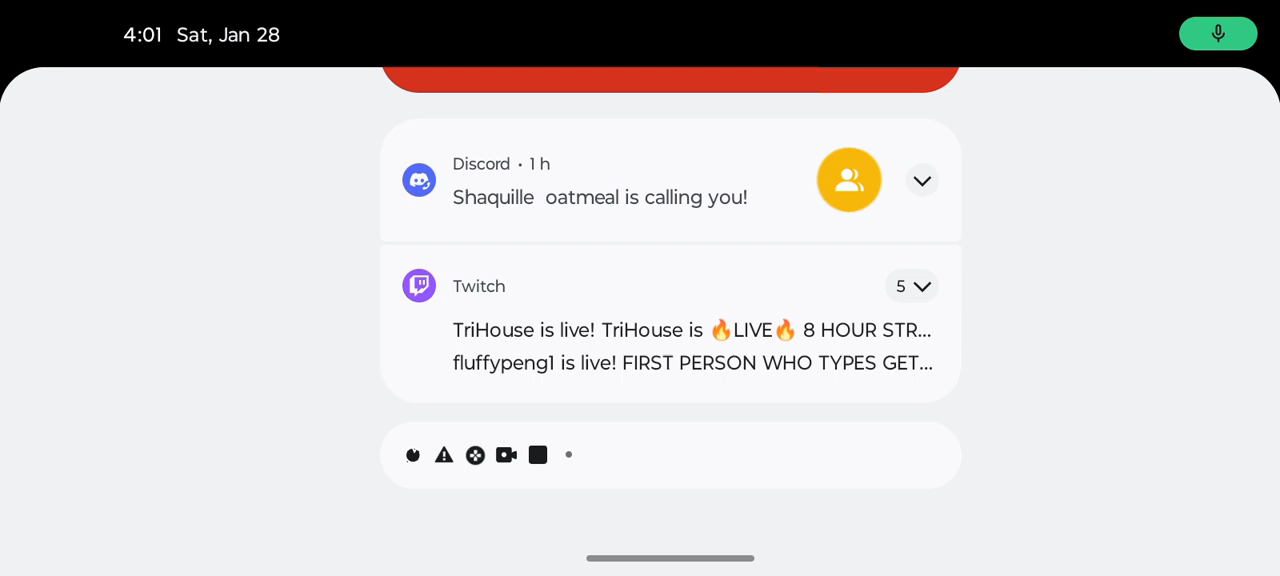 4:01 Sat, Jan 28
Discord • 1 h
Shaquille oatmeal is calling you!
Twitch
5
TriHouse is live! TriHouse is 🔥LIVE🔥 8 HOUR STR...
fluffypeng1 is live! FIRST PERSON WHO TYPES GET...